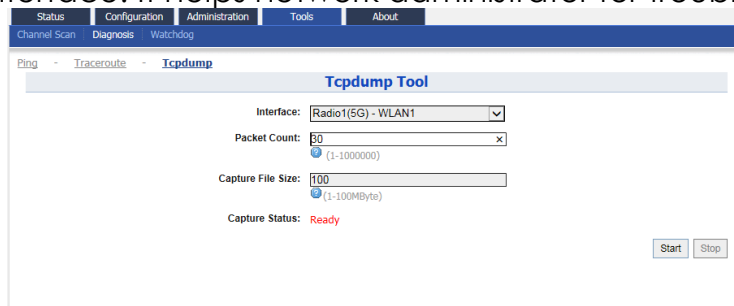 Status Configuration Administration Tools About
Channel Scan Diagnosis Watchdog
Ping - Traceroute - Tcpdump
Tcpdump Tool
Interface: Radio1(5G) - WLAN1
Packet Count: 30 ×
? (1-1000000)
Capture File Size: 100
? (1-100MByte)
Capture Status: Ready
Start Stop